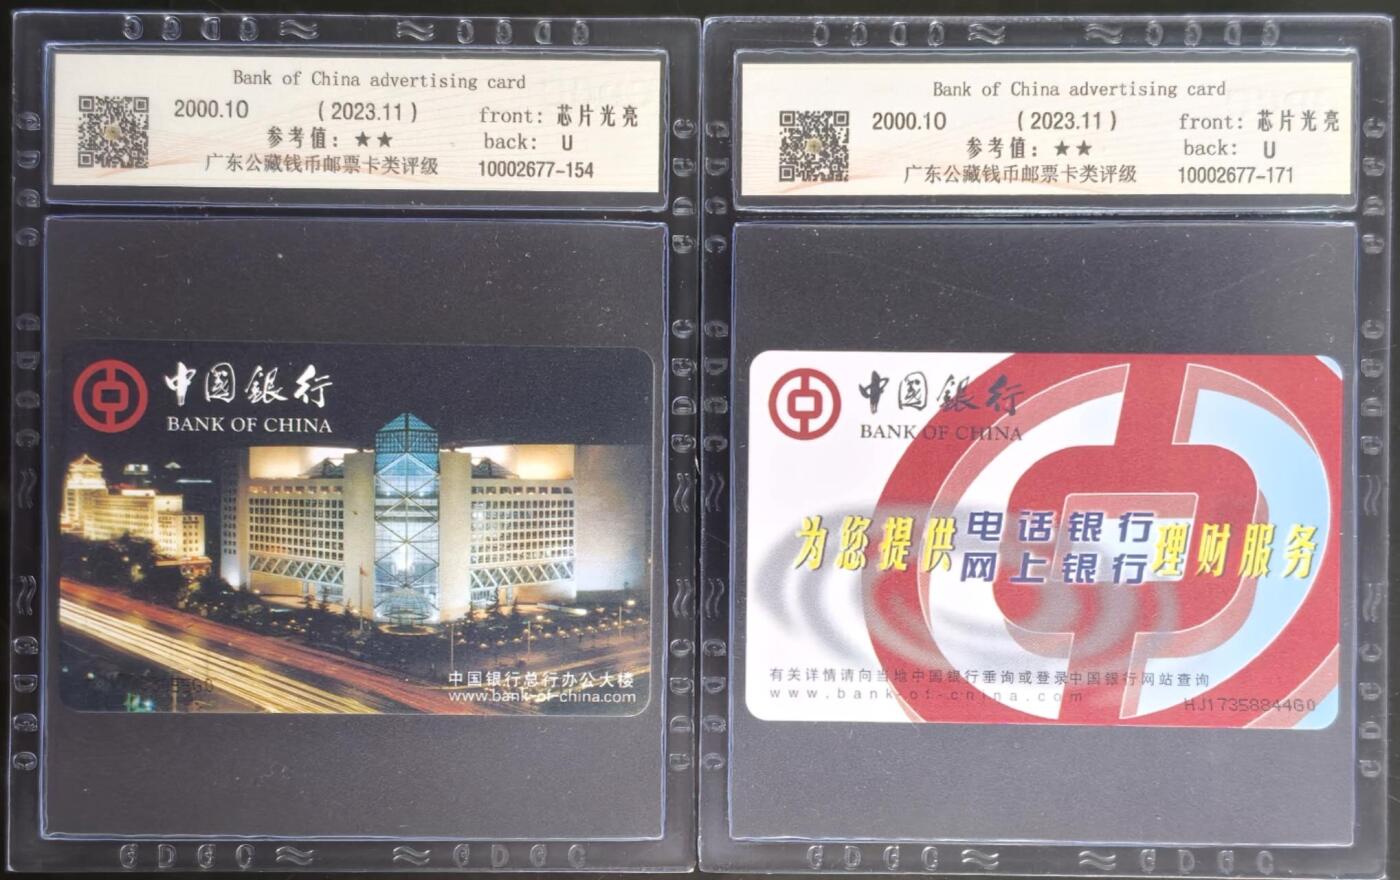 Bank of China advertising card
2000.10 (2023.11) front: 芯片光亮
参考值：★★ back: U
广东公藏钱币邮票卡类评级 10002677-154
中国銀行
BANK OF CHINA
中国银行总行办公大楼
www.bank-of-china.com
Bank of China advertising card
2000.10 (2023.11) front: 芯片光亮
参考值：★★ back: U
广东公藏钱币邮票卡类评级 10002677-171
中国銀行
BANK OF CHINA
为您提供电话银行理财服务
网上银行
有关详情请向当地中国银行垂询或登录中国银行网站查询
www.bank-of-china.com
HJ17358844G0
GDGC